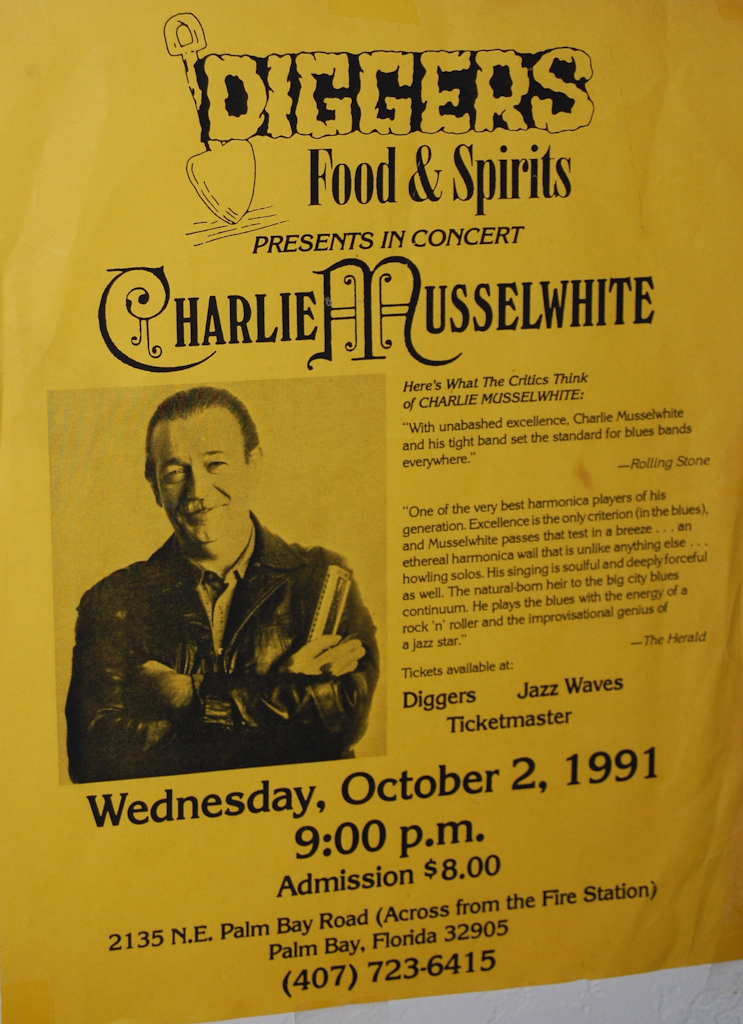 DIGGERS
Food & Spirits
PRESENTS IN CONCERT
CHARLIE MUSSELWHITE
Here's What The Critics Think
of CHARLIE MUSSELWHITE:
"With unabashed excellence, Charlie Musselwhite
and his tight band set the standard for blues bands
everywhere."
—Rolling Stone
"One of the very best harmonica players of his
generation. Excellence is the only criterion (in the blues),
and Musselwhite passes that test in a breeze . . . an
ethereal harmonica wail that is unlike anything else . . .
howling solos. His singing is soulful and deeply forceful
as well. The natural-born heir to the big city blues
continuum. He plays the blues with the energy of a
rock 'n' roller and the improvisational genius of
a jazz star."
—The Herald
Tickets available at:
Diggers Jazz Waves
Ticketmaster
Wednesday, October 2, 1991
9:00 p.m.
Admission $8.00
2135 N.E. Palm Bay Road (Across from the Fire Station)
Palm Bay, Florida 32905
(407) 723-6415